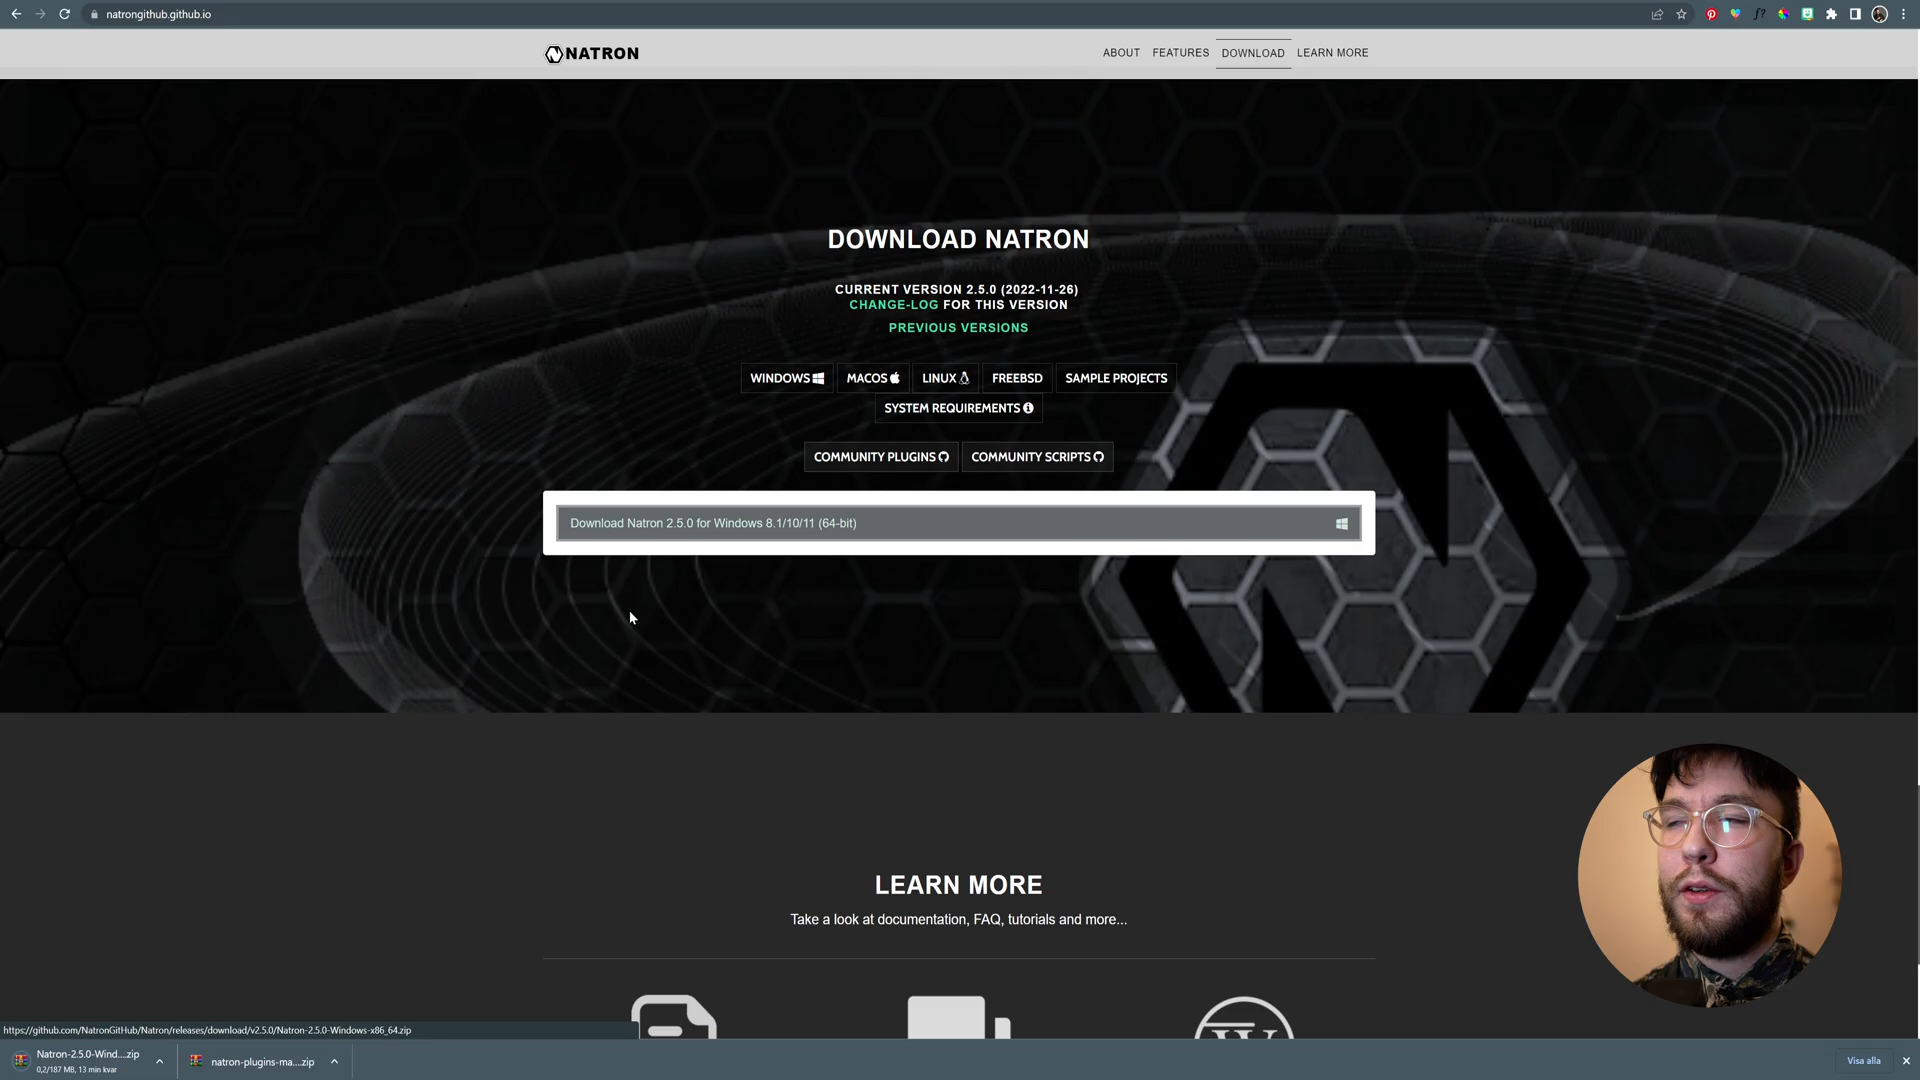 natrongithub.github.io
NATRON
ABOUT
FEATURES
DOWNLOAD
LEARN MORE
DOWNLOAD NATRON
CURRENT VERSION 2.5.0 (2022-11-26)
CHANGE-LOG FOR THIS VERSION
PREVIOUS VERSIONS
WINDOWS
MACOS
LINUX
FREEBSD
SAMPLE PROJECTS
SYSTEM REQUIREMENTS
COMMUNITY PLUGINS
COMMUNITY SCRIPTS
Download Natron 2.5.0 for Windows 8.1/10/11 (64-bit)
LEARN MORE
Take a look at documentation, FAQ, tutorials and more...
https://github.com/NatronGitHub/Natron/releases/download/v2.5.0/Natron-2.5.0-Windows-x86_64.zip
Natron-2.5.0-Wind....zip
0,2/187 MB, 13 min kvar
natron-plugins-ma....zip
Visa alla